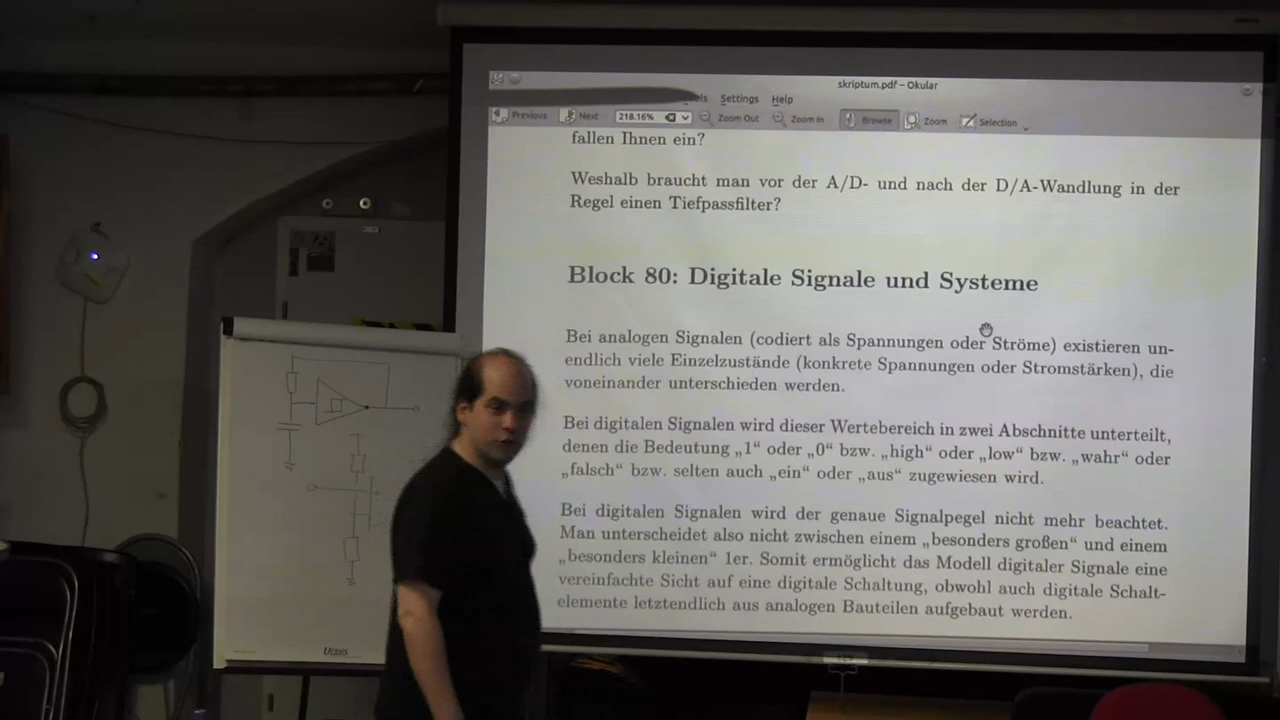 skriptum.pdf – Okular
Settings Help
Previous Next 218.16% Zoom Out Zoom In Browse Zoom Selection
fallen Ihnen ein?
Weshalb braucht man vor der A/D- und nach der D/A-Wandlung in der
Regel einen Tiefpassfilter?
Block 80: Digitale Signale und Systeme
Bei analogen Signalen (codiert als Spannungen oder Ströme) existieren un-
endlich viele Einzelzustände (konkrete Spannungen oder Stromstärken), die
voneinander unterschieden werden.
Bei digitalen Signalen wird dieser Wertebereich in zwei Abschnitte unterteilt,
denen die Bedeutung „1“ oder „0“ bzw. „high“ oder „low“ bzw. „wahr“ oder
„falsch“ bzw. selten auch „ein“ oder „aus“ zugewiesen wird.
Bei digitalen Signalen wird der genaue Signalpegel nicht mehr beachtet.
Man unterscheidet also nicht zwischen einem „besonders großen“ und einem
„besonders kleinen“ 1er. Somit ermöglicht das Modell digitaler Signale eine
vereinfachte Sicht auf eine digitale Schaltung, obwohl auch digitale Schalt-
elemente letztendlich aus analogen Bauteilen aufgebaut werden.